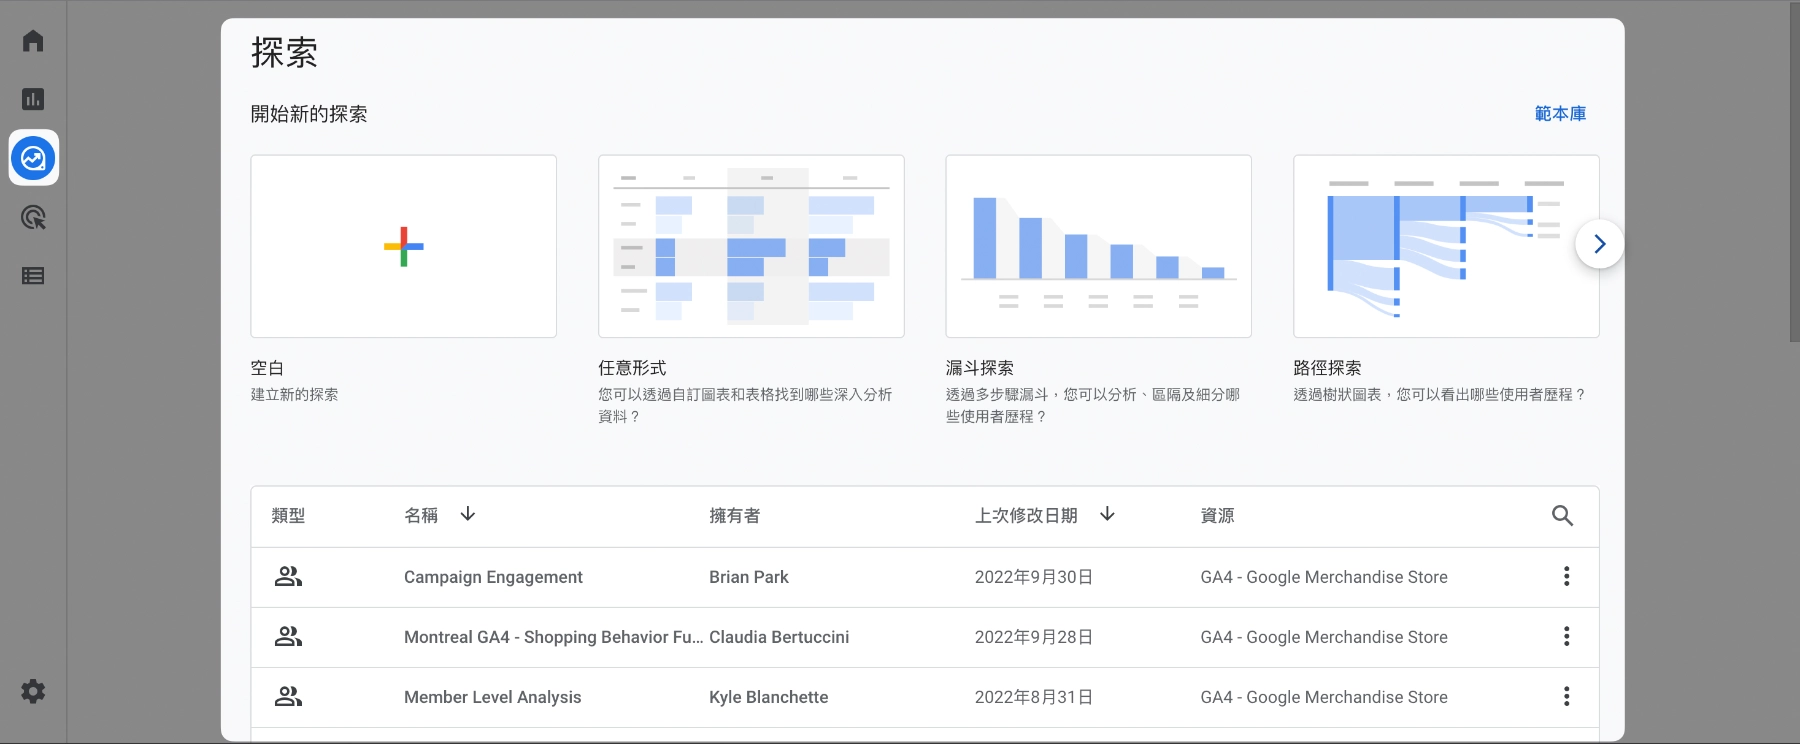 探索
開始新的探索
範本庫
空白
建立新的探索
任意形式
您可以透過自訂圖表和表格找到哪些深入分析
資料？
漏斗探索
透過多步驟漏斗，您可以分析、區隔及細分哪
些使用者歷程？
路徑探索
透過樹狀圖表，您可以看出哪些使用者歷程？
類型 名稱 擁有者 上次修改日期 資源
Campaign Engagement Brian Park 2022年9月30日 GA4 - Google Merchandise Store
Montreal GA4 - Shopping Behavior Fu... Claudia Bertuccini 2022年9月28日 GA4 - Google Merchandise Store
Member Level Analysis Kyle Blanchette 2022年8月31日 GA4 - Google Merchandise Store